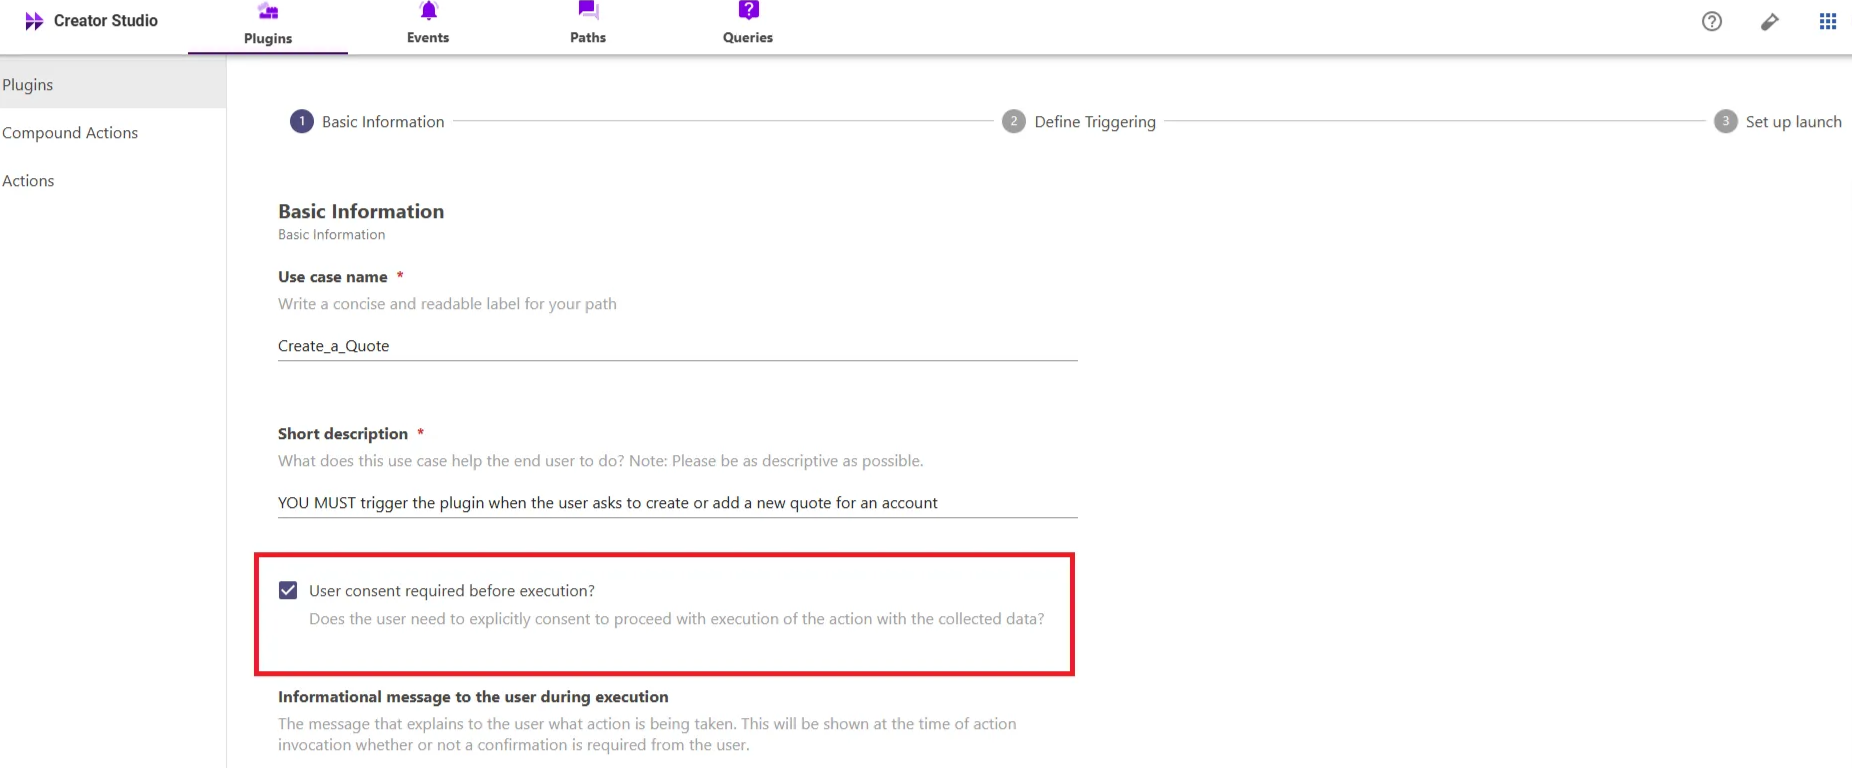 Creator Studio
Plugins
Events
Paths
?
Queries
?
Plugins
Compound Actions
Actions
1 Basic Information
2 Define Triggering
3 Set up launch
Basic Information
Basic Information
Use case name *
Write a concise and readable label for your path
Create_a_Quote
Short description *
What does this use case help the end user to do? Note: Please be as descriptive as possible.
YOU MUST trigger the plugin when the user asks to create or add a new quote for an account
User consent required before execution?
Does the user need to explicitly consent to proceed with execution of the action with the collected data?
Informational message to the user during execution
The message that explains to the user what action is being taken. This will be shown at the time of action
invocation whether or not a confirmation is required from the user.